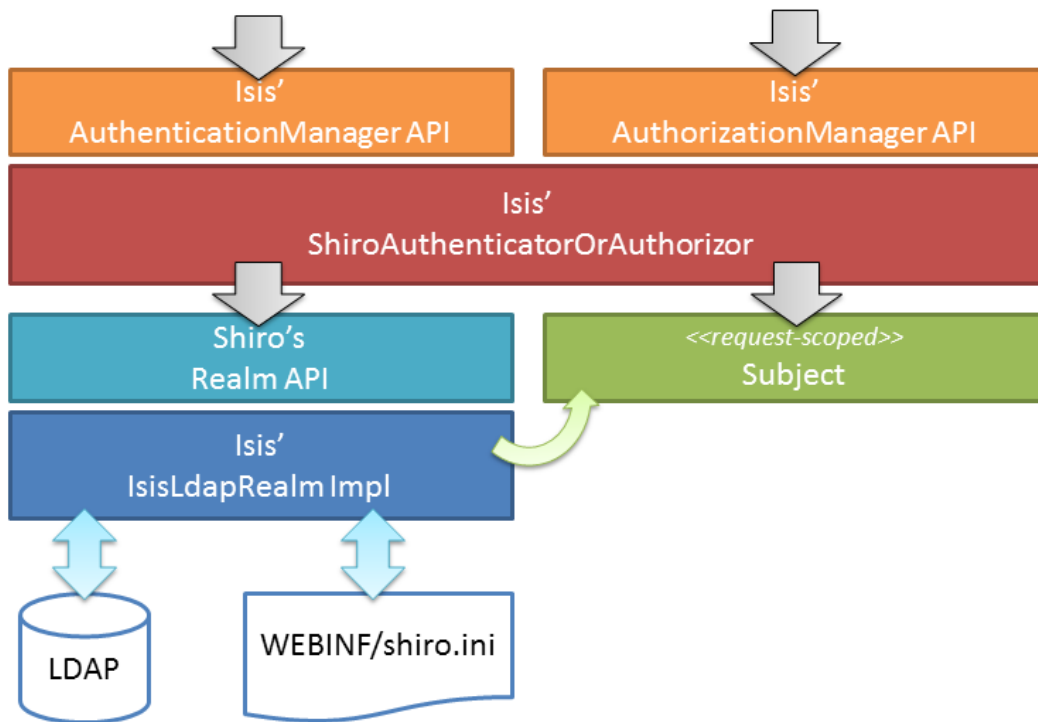 Isis’
AuthenticationManager API
Isis’
AuthorizationManager API
Isis’
ShiroAuthenticatorOrAuthorizor
Shiro’s
Realm API
<<request-scoped>>
Subject
Isis’
IsisLdapRealm Impl
LDAP
WEBINF/shiro.ini